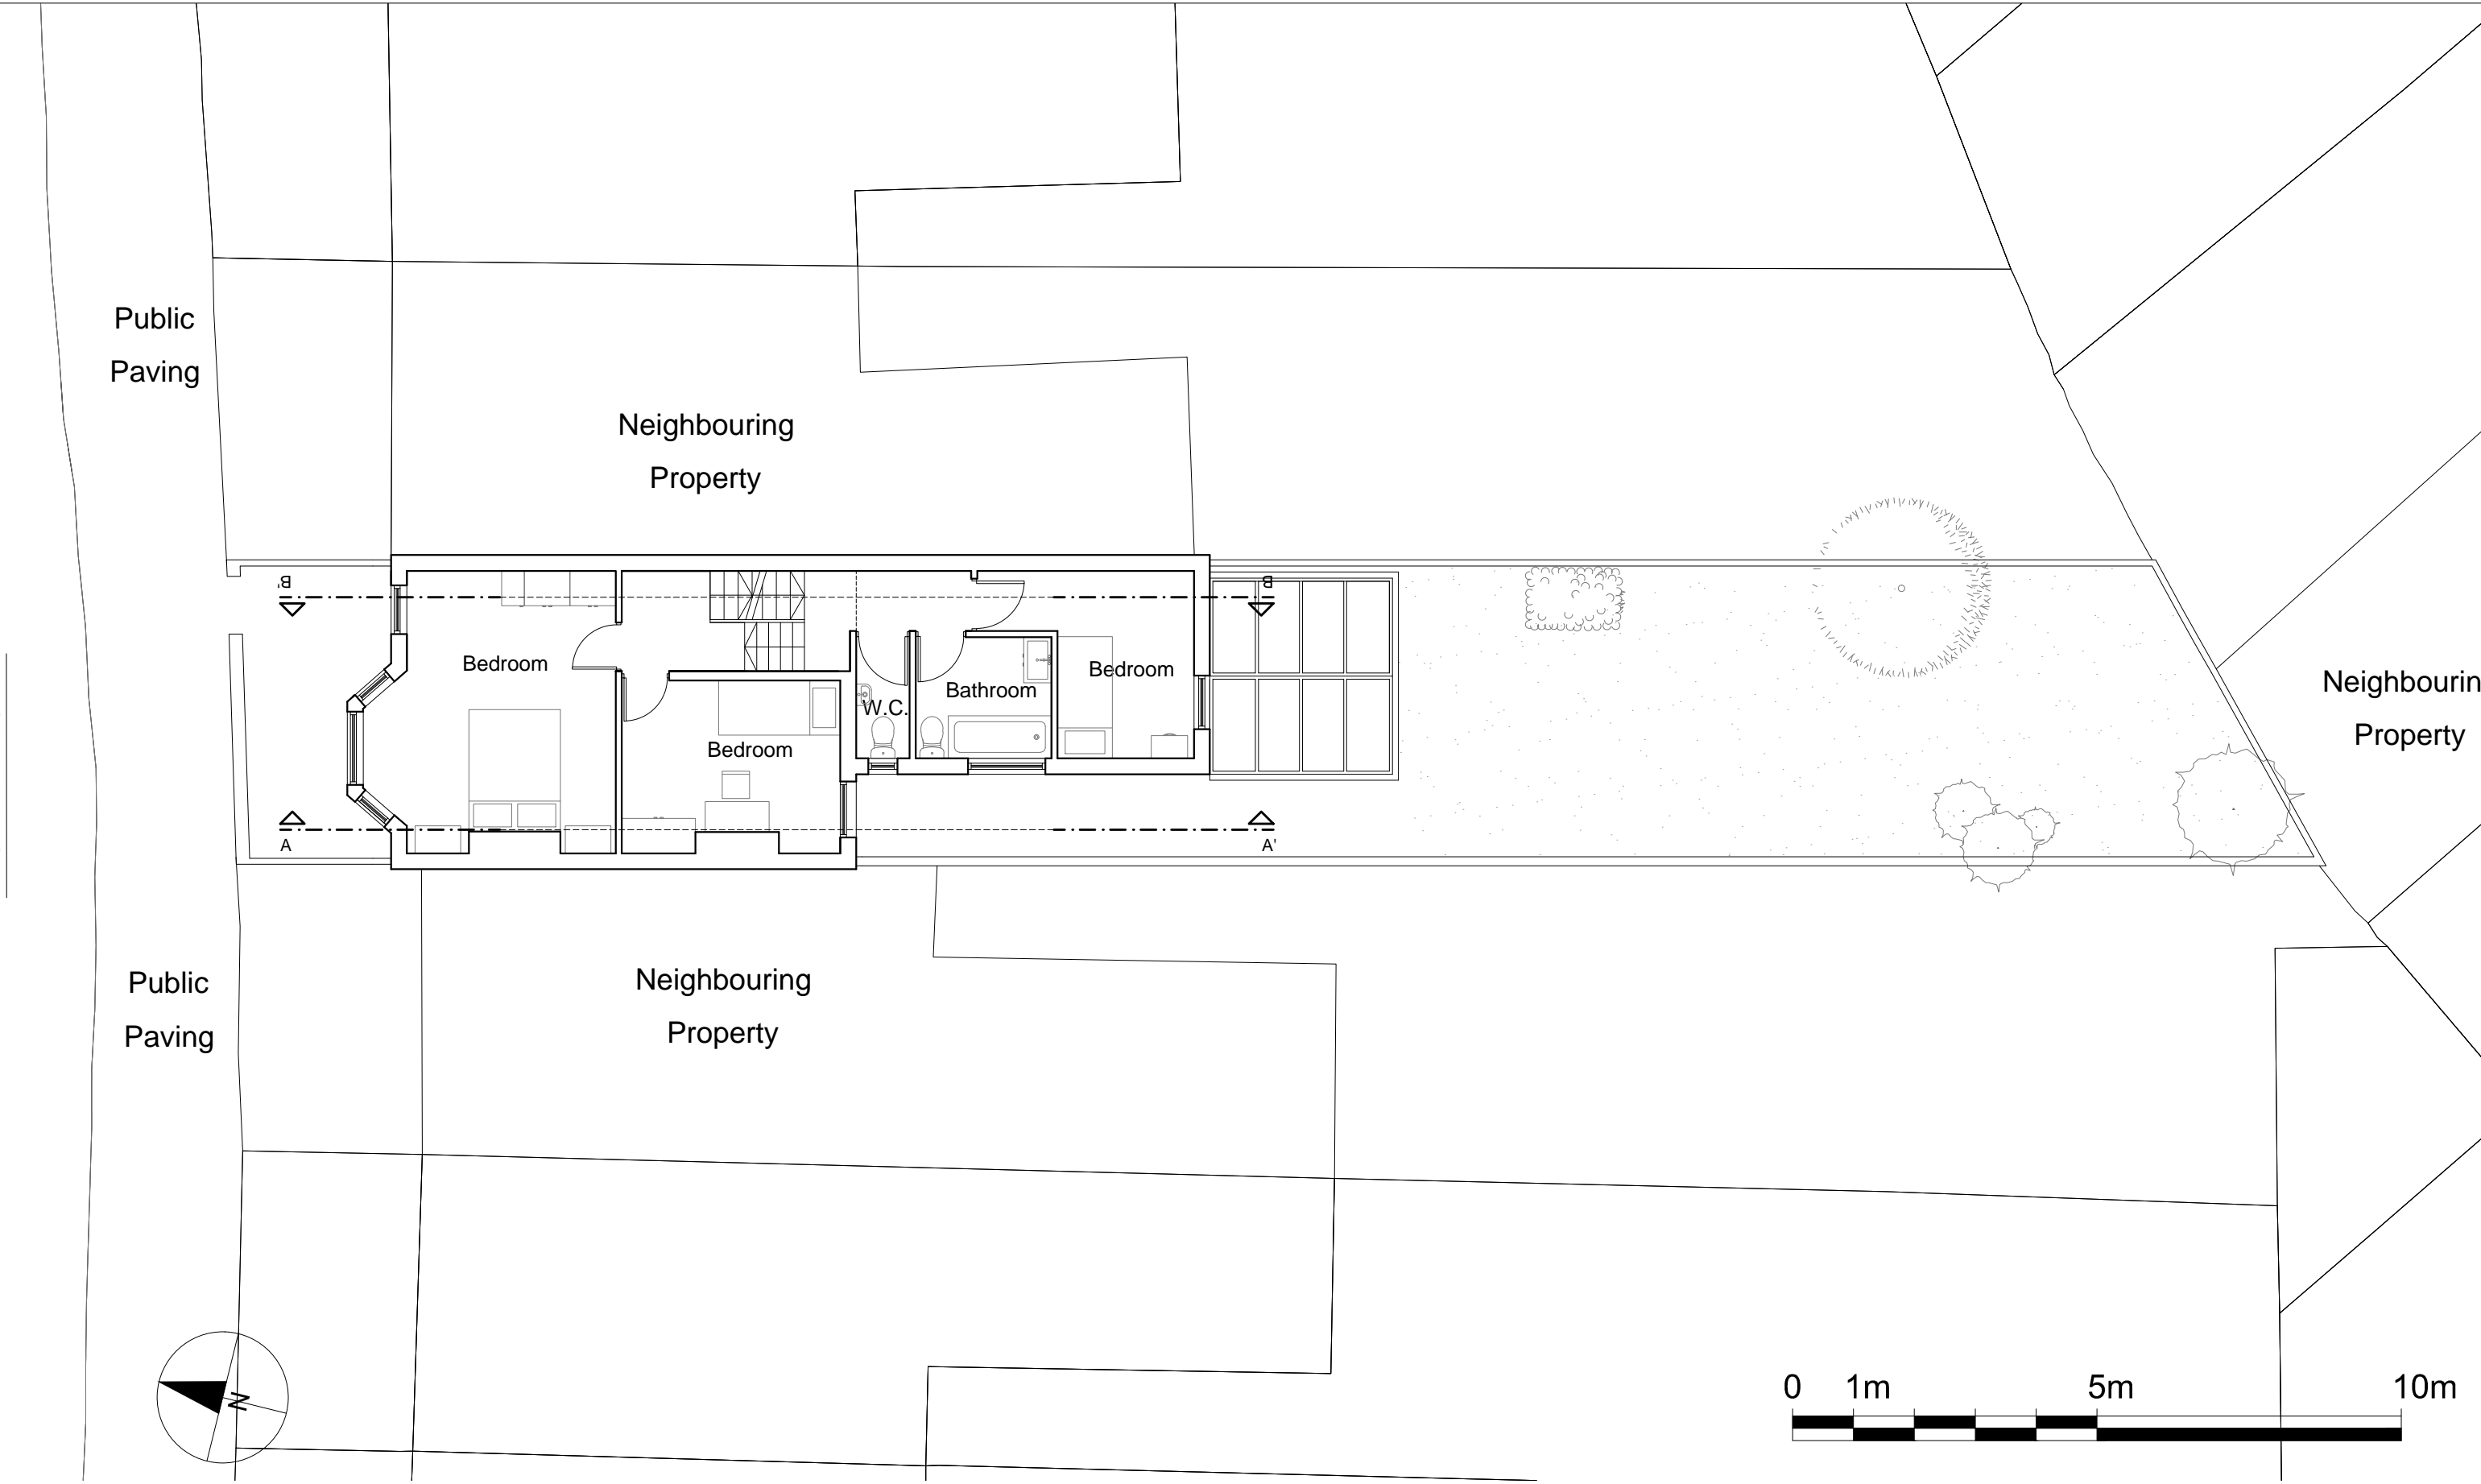 Public
Paving
Neighbouring
Property
B'
B
Bedroom
Bedroom
Bathroom
W.C.
Bedroom
Neighbourin
Property
A
A'
Public
Paving
Neighbouring
Property
N
0 1m 5m 10m